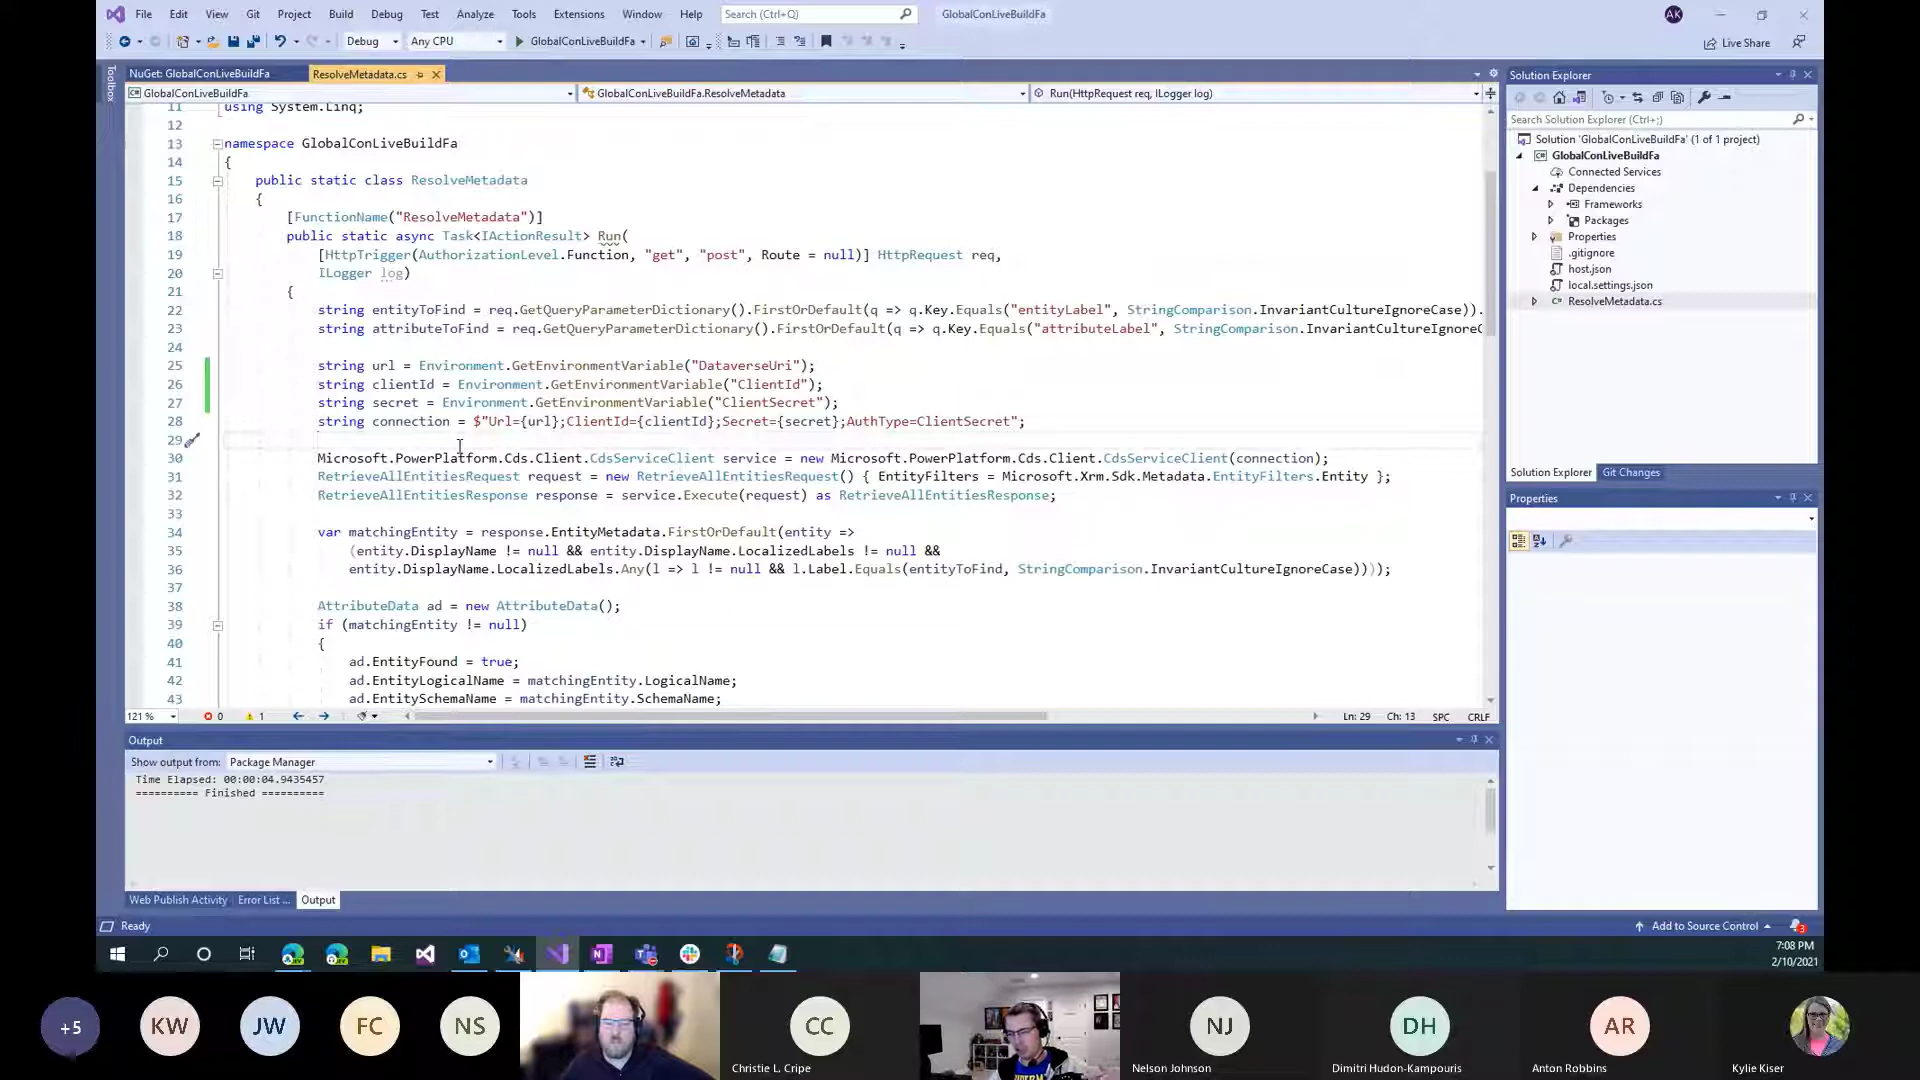 File Edit View Git Project Build Debug Test Analyze Tools Extensions Window Help Search (Ctrl+Q) GlobalConLiveBuildFa AK
Debug Any CPU GlobalConLiveBuildFa Live Share
Toolbox
NuGet: GlobalConLiveBuildFa ResolveMetadata.cs
GlobalConLiveBuildFa GlobalConLiveBuildFa.ResolveMetadata Run(HttpRequest req, ILogger log)
11 using System.Linq;
12
13 namespace GlobalConLiveBuildFa
14 {
15 public static class ResolveMetadata
16 {
17 [FunctionName("ResolveMetadata")]
18 public static async Task<IActionResult> Run(
19 [HttpTrigger(AuthorizationLevel.Function, "get", "post", Route = null)] HttpRequest req,
20 ILogger log)
21 {
22 string entityToFind = req.GetQueryParameterDictionary().FirstOrDefault(q => q.Key.Equals("entityLabel", StringComparison.InvariantCultureIgnoreCase)).
23 string attributeToFind = req.GetQueryParameterDictionary().FirstOrDefault(q => q.Key.Equals("attributeLabel", StringComparison.InvariantCultureIgnoreC
24
25 string url = Environment.GetEnvironmentVariable("DataverseUri");
26 string clientId = Environment.GetEnvironmentVariable("ClientId");
27 string secret = Environment.GetEnvironmentVariable("ClientSecret");
28 string connection = $"Url={url};ClientId={clientId};Secret={secret};AuthType=ClientSecret";
29
30 Microsoft.PowerPlatform.Cds.Client.CdsServiceClient service = new Microsoft.PowerPlatform.Cds.Client.CdsServiceClient(connection);
31 RetrieveAllEntitiesRequest request = new RetrieveAllEntitiesRequest() { EntityFilters = Microsoft.Xrm.Sdk.Metadata.EntityFilters.Entity };
32 RetrieveAllEntitiesResponse response = service.Execute(request) as RetrieveAllEntitiesResponse;
33
34 var matchingEntity = response.EntityMetadata.FirstOrDefault(entity =>
35 (entity.DisplayName != null && entity.DisplayName.LocalizedLabels != null &&
36 entity.DisplayName.LocalizedLabels.Any(l => l != null && l.Label.Equals(entityToFind, StringComparison.InvariantCultureIgnoreCase))));
37
38 AttributeData ad = new AttributeData();
39 if (matchingEntity != null)
40 {
41 ad.EntityFound = true;
42 ad.EntityLogicalName = matchingEntity.LogicalName;
43 ad.EntitySchemaName = matchingEntity.SchemaName;
121 % 0 1 Ln: 29 Ch: 13 SPC CRLF
Output
Show output from: Package Manager
Time Elapsed: 00:00:04.9435457
========== Finished ==========
Web Publish Activity Error List ... Output
Solution Explorer
Search Solution Explorer (Ctrl+;)
Solution 'GlobalConLiveBuildFa' (1 of 1 project)
GlobalConLiveBuildFa
Connected Services
Dependencies
Frameworks
Packages
Properties
.gitignore
host.json
local.settings.json
ResolveMetadata.cs
Solution Explorer Git Changes
Properties
Ready Add to Source Control 3
7:08 PM
2/10/2021
+5 KW JW FC NS CC NJ DH AR
Christie L. Cripe Nelson Johnson Dimitri Hudon-Kampouris Anton Robbins Kylie Kiser